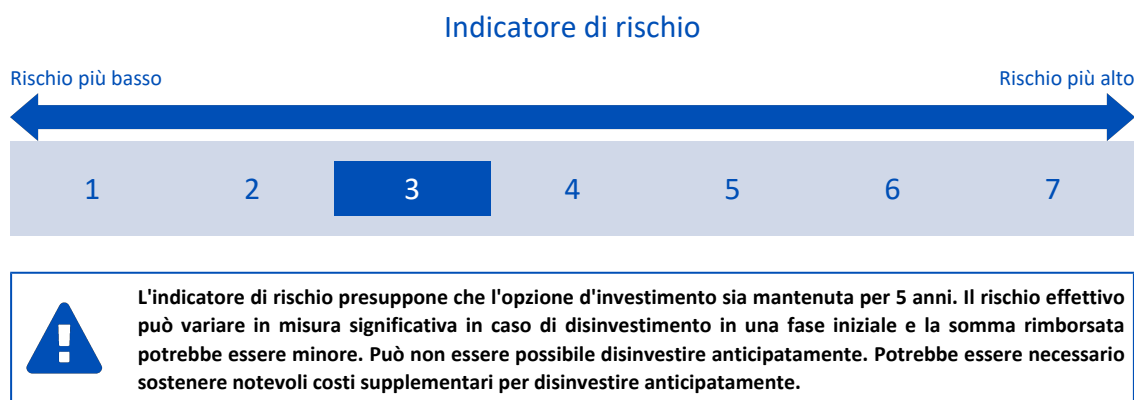 Indicatore di rischio
Rischio più basso
Rischio più alto
1 2 3 4 5 6 7
L'indicatore di rischio presuppone che l'opzione d'investimento sia mantenuta per 5 anni. Il rischio effettivo
può variare in misura significativa in caso di disinvestimento in una fase iniziale e la somma rimborsata
potrebbe essere minore. Può non essere possibile disinvestire anticipatamente. Potrebbe essere necessario
sostenere notevoli costi supplementari per disinvestire anticipatamente.